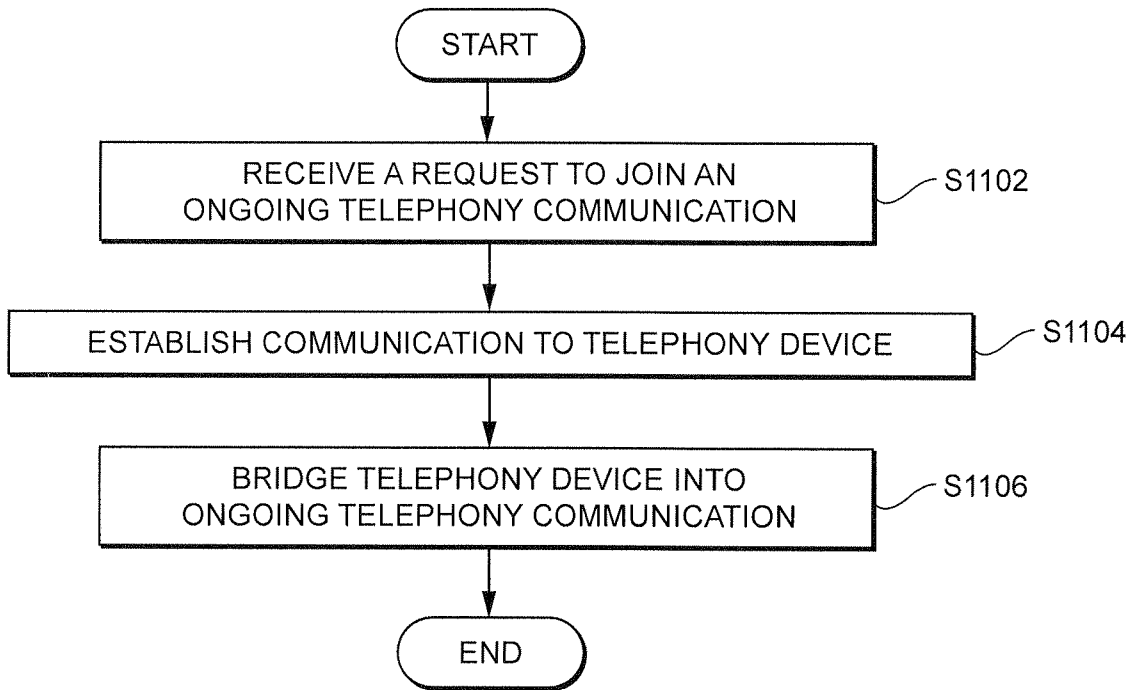 START
RECEIVE A REQUEST TO JOIN AN
ONGOING TELEPHONY COMMUNICATION
S1102
ESTABLISH COMMUNICATION TO TELEPHONY DEVICE
S1104
BRIDGE TELEPHONY DEVICE INTO
ONGOING TELEPHONY COMMUNICATION
S1106
END